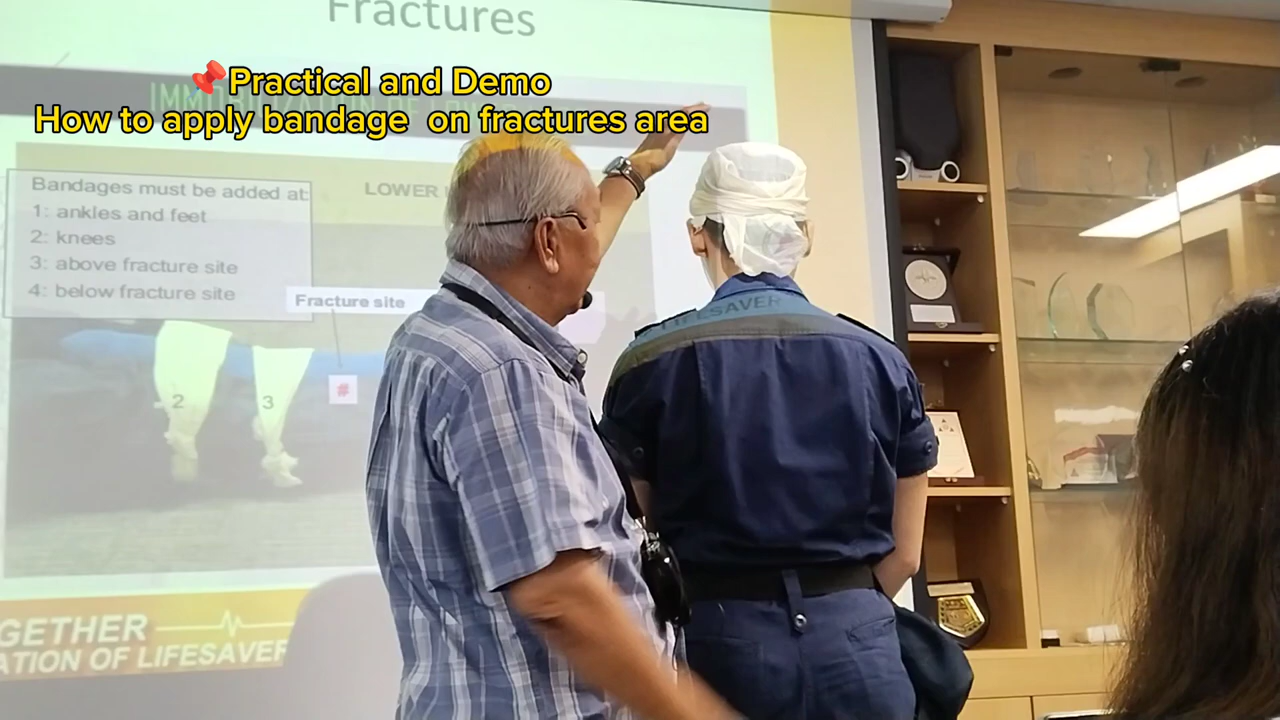 Fractures
Practical and Demo
How to apply bandage on fractures area
Bandages must be added at:
1: ankles and feet
2: knees
3: above fracture site
4: below fracture site
LOWER
Fracture site
#
2
3
LIFESAVER
GETHER
ATION OF LIFESAVER